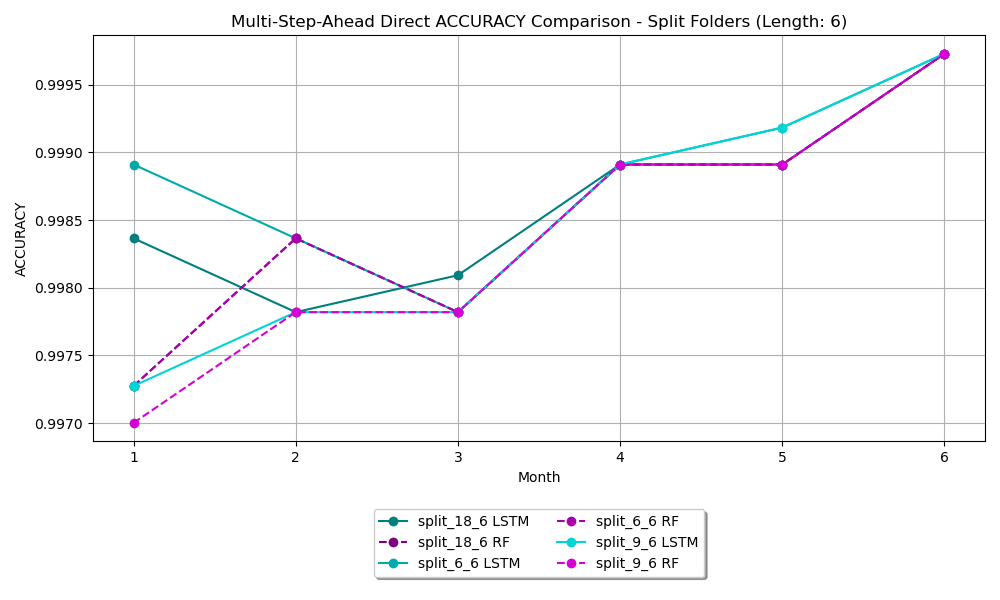 Multi-Step-Ahead Direct ACCURACY Comparison - Split Folders (Length: 6)
ACCURACY
0.9995
0.9990
0.9985
0.9980
0.9975
0.9970
1 2 3 4 5 6
Month
split_18_6 LSTM split_6_6 RF
split_18_6 RF split_9_6 LSTM
split_6_6 LSTM split_9_6 RF